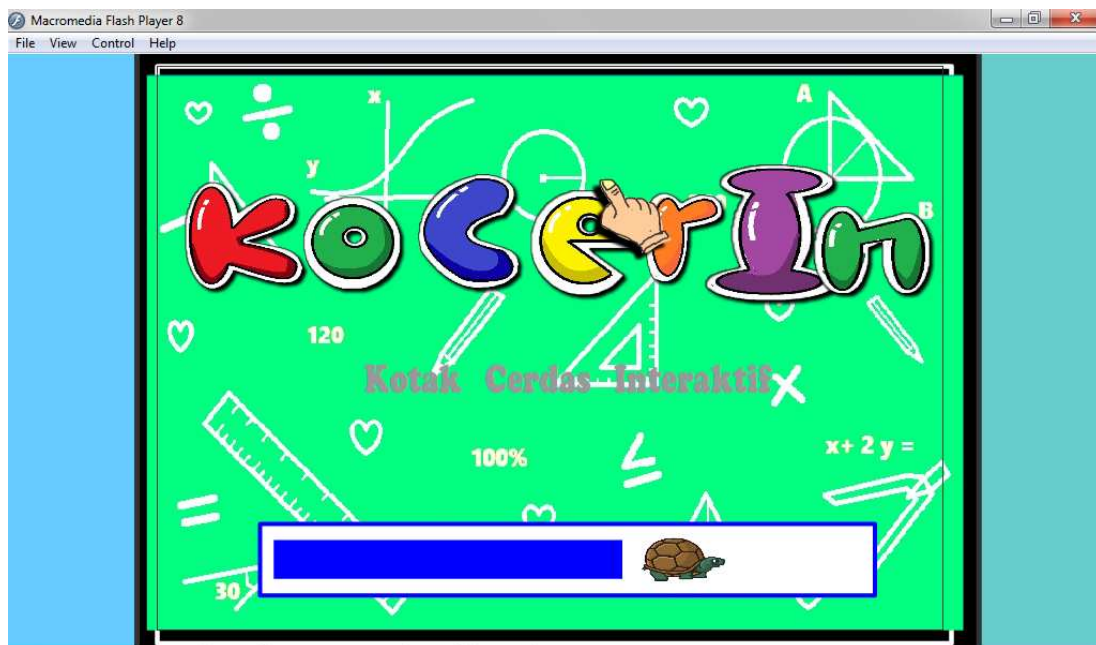 Macromedia Flash Player 8
File View Control Help
x
A
y
B
KoCerIn
120
Kotak Cerdas Interaktif
x
100%
≤
x+ 2 y =
=
30